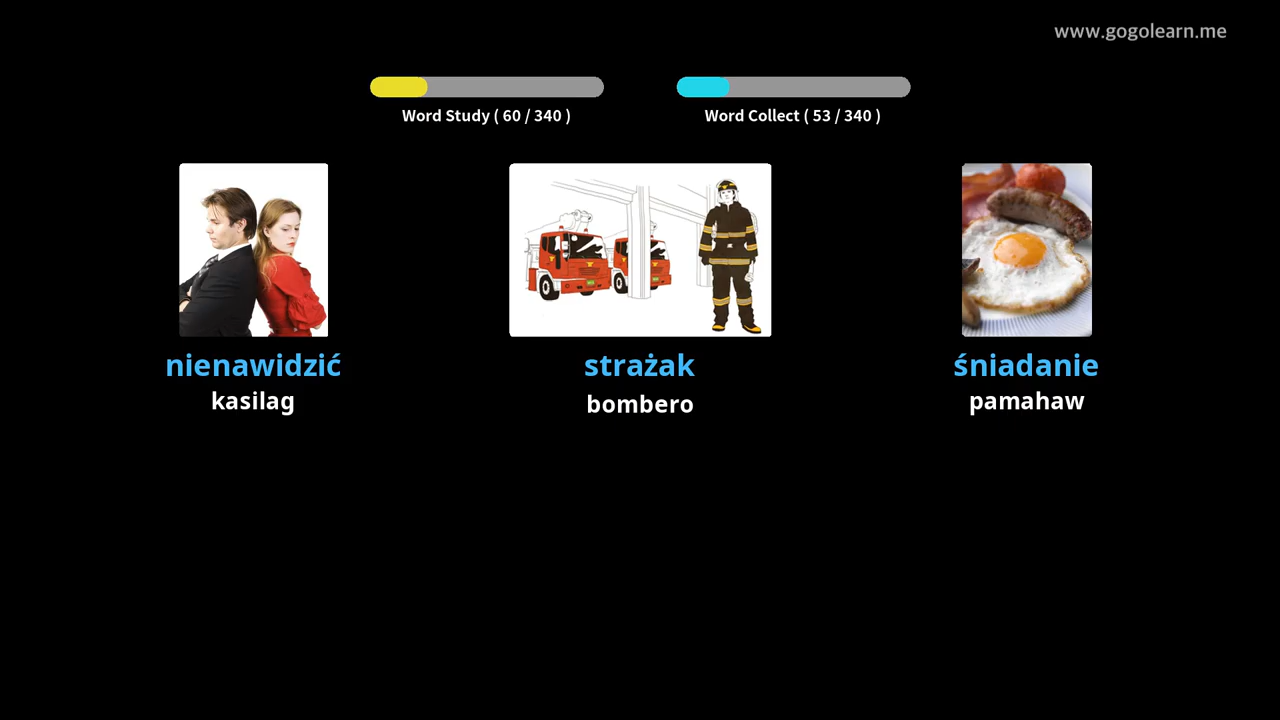 www.gogolearn.me
Word Study ( 60 / 340 )
Word Collect ( 53 / 340 )
nienawidzić
kasilag
strażak
bombero
śniadanie
pamahaw